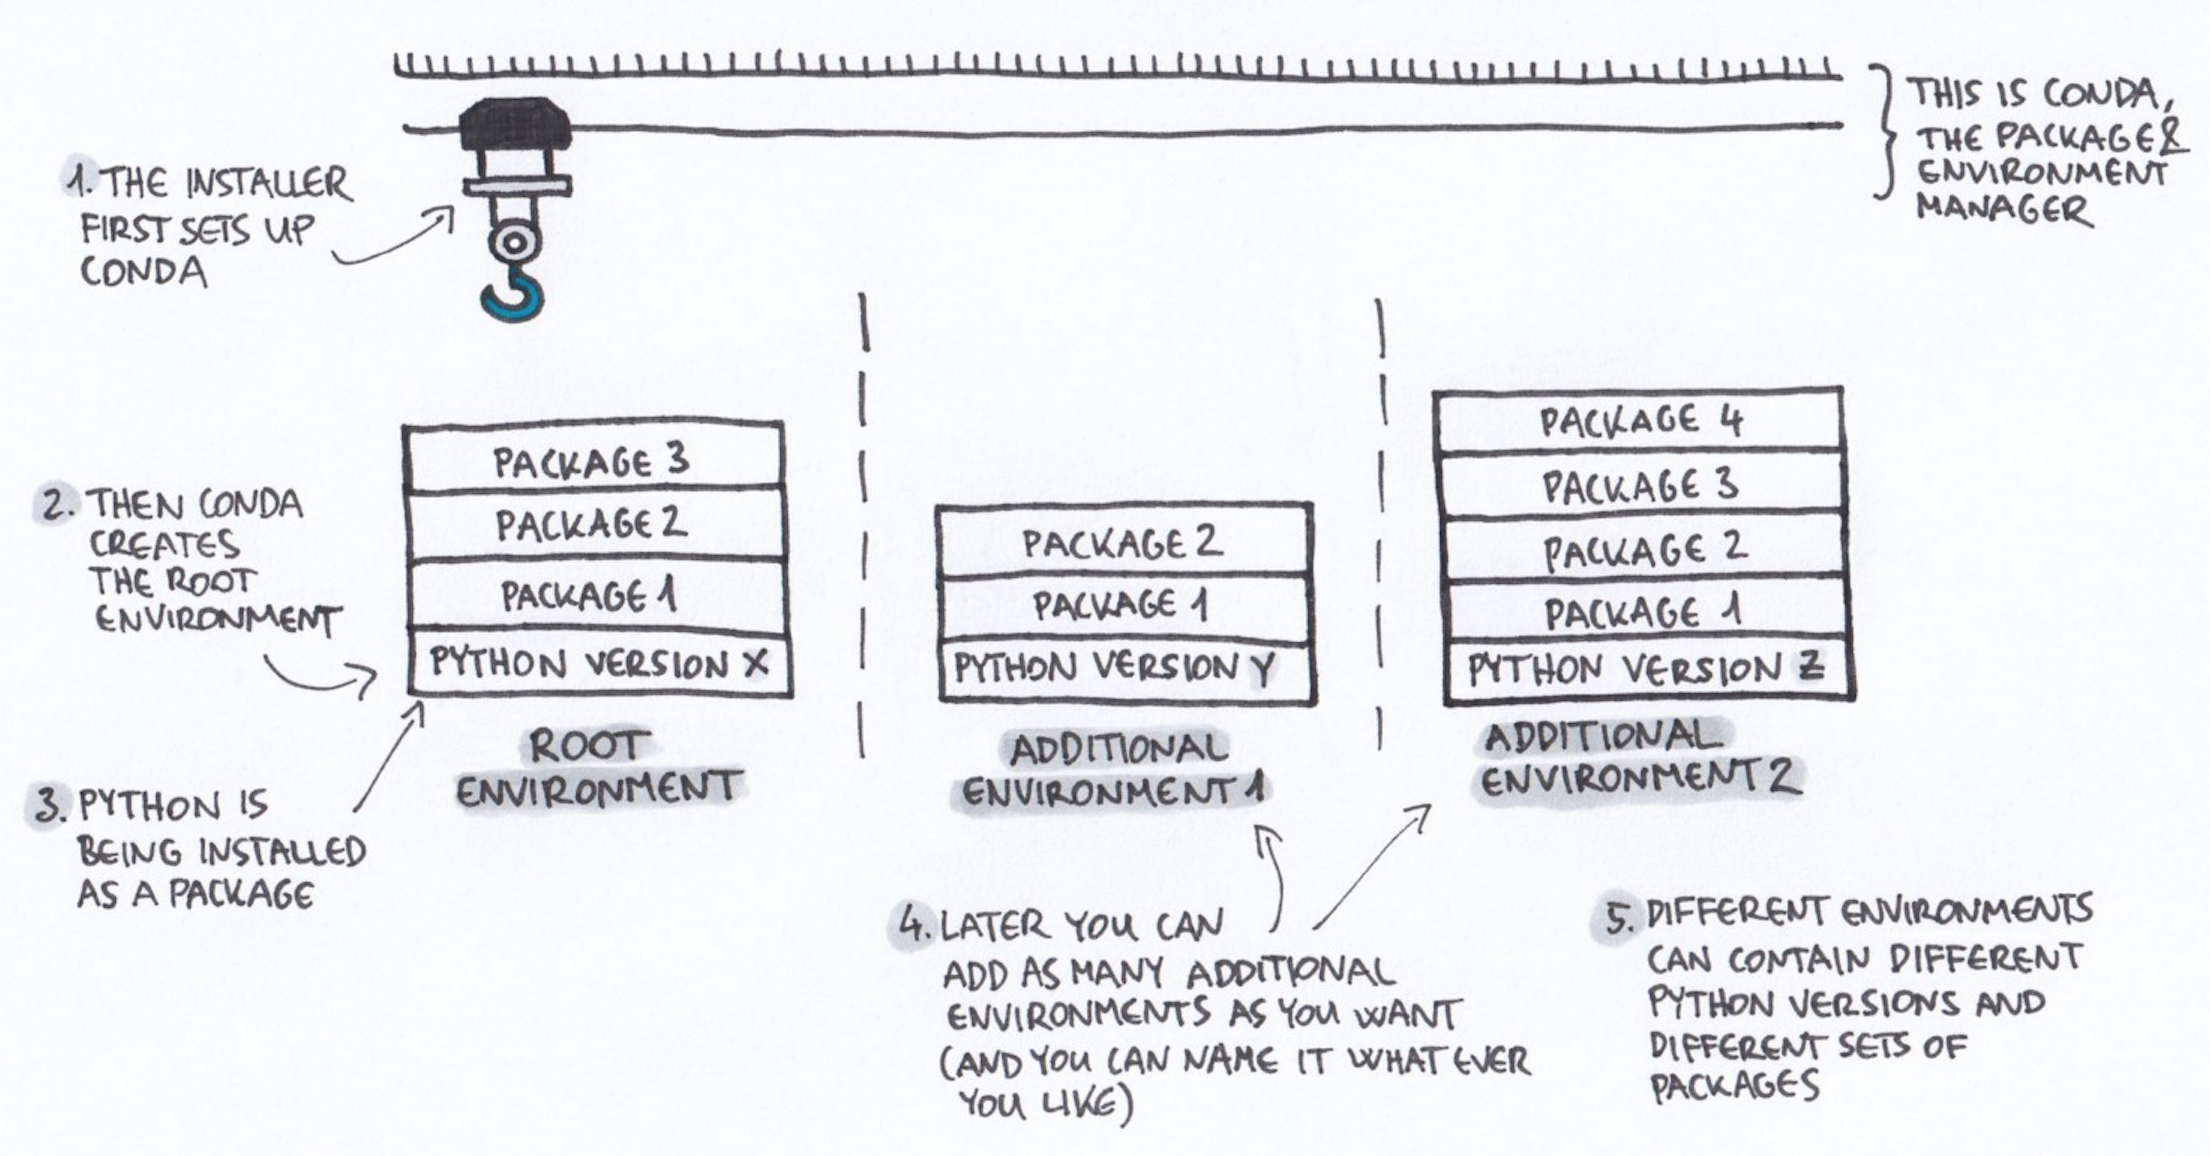 THIS IS CONDA,
THE PACKAGE &
ENVIRONMENT
MANAGER
1. THE INSTALLER
FIRST SETS UP
CONDA
2. THEN CONDA
CREATES
THE ROOT
ENVIRONMENT
3. PYTHON IS
BEING INSTALLED
AS A PACKAGE
PACKAGE 3
PACKAGE 2
PACKAGE 1
PYTHON VERSION X
ROOT
ENVIRONMENT
PACKAGE 2
PACKAGE 1
PYTHON VERSION Y
ADDITIONAL
ENVIRONMENT 1
PACKAGE 4
PACKAGE 3
PACKAGE 2
PACKAGE 1
PYTHON VERSION Z
ADDITIONAL
ENVIRONMENT 2
4. LATER YOU CAN
ADD AS MANY ADDITIONAL
ENVIRONMENTS AS YOU WANT
(AND YOU CAN NAME IT WHAT EVER
YOU LIKE)
5. DIFFERENT ENVIRONMENTS
CAN CONTAIN DIFFERENT
PYTHON VERSIONS AND
DIFFERENT SETS OF
PACKAGES